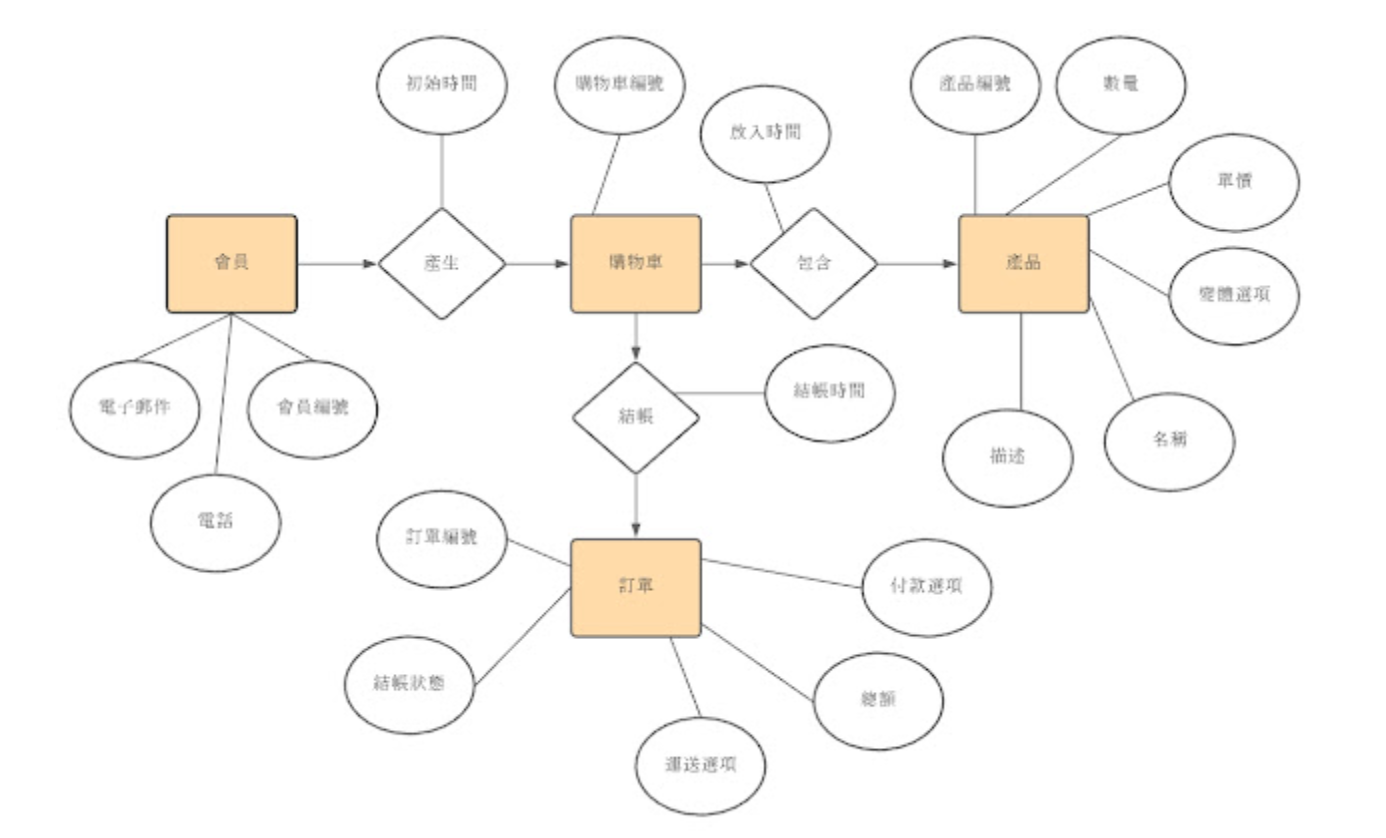 初始時間
購物車編號
產品編號
數量
放入時間
單價
會員
產生
購物車
包含
產品
變體選項
電子郵件
會員編號
結帳
結帳時間
名稱
描述
電話
訂單編號
訂單
付款選項
結帳狀態
總額
運送選項